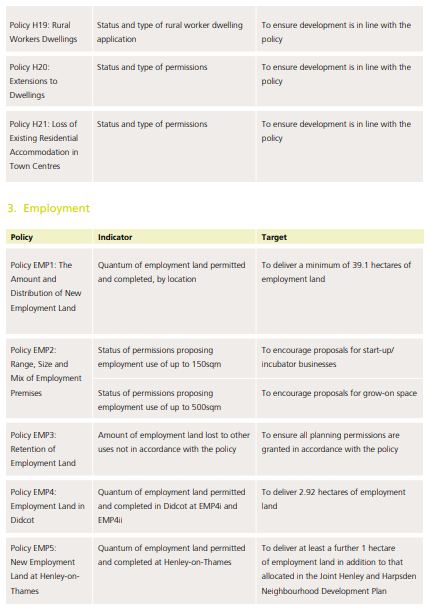 Policy H19: Rural
Workers Dwellings
Status and type of rural worker dwelling
application
To ensure development is in line with the
policy
Policy H20:
Extensions to
Dwellings
Status and type of permissions
To ensure development is in line with the
policy
Policy H21: Loss of
Existing Residential
Accommodation in
Town Centres
Status and type of permissions
To ensure development is in line with the
policy
3. Employment
Policy
Indicator
Target
Policy EMP1: The
Amount and
Distribution of New
Employment Land
Quantum of employment land permitted
and completed, by location
To deliver a minimum of 39.1 hectares of
employment land
Policy EMP2:
Range, Size and
Mix of Employment
Premises
Status of permissions proposing
employment use of up to 150sqm
To encourage proposals for start-up/
incubator businesses
Status of permissions proposing
employment use of up to 500sqm
To encourage proposals for grow-on space
Policy EMP3:
Retention of
Employment Land
Amount of employment land lost to other
uses not in accordance with the policy
To ensure all planning permissions are
granted in accordance with the policy
Policy EMP4:
Employment Land in
Didcot
Quantum of employment land permitted
and completed in Didcot at EMP4i and
EMP4ii
To deliver 2.92 hectares of employment
land
Policy EMP5:
New Employment
Land at Henley-on-
Thames
Quantum of employment land permitted
and completed at Henley-on-Thames
To deliver at least a further 1 hectare
of employment land in addition to that
allocated in the Joint Henley and Harpsden
Neighbourhood Development Plan